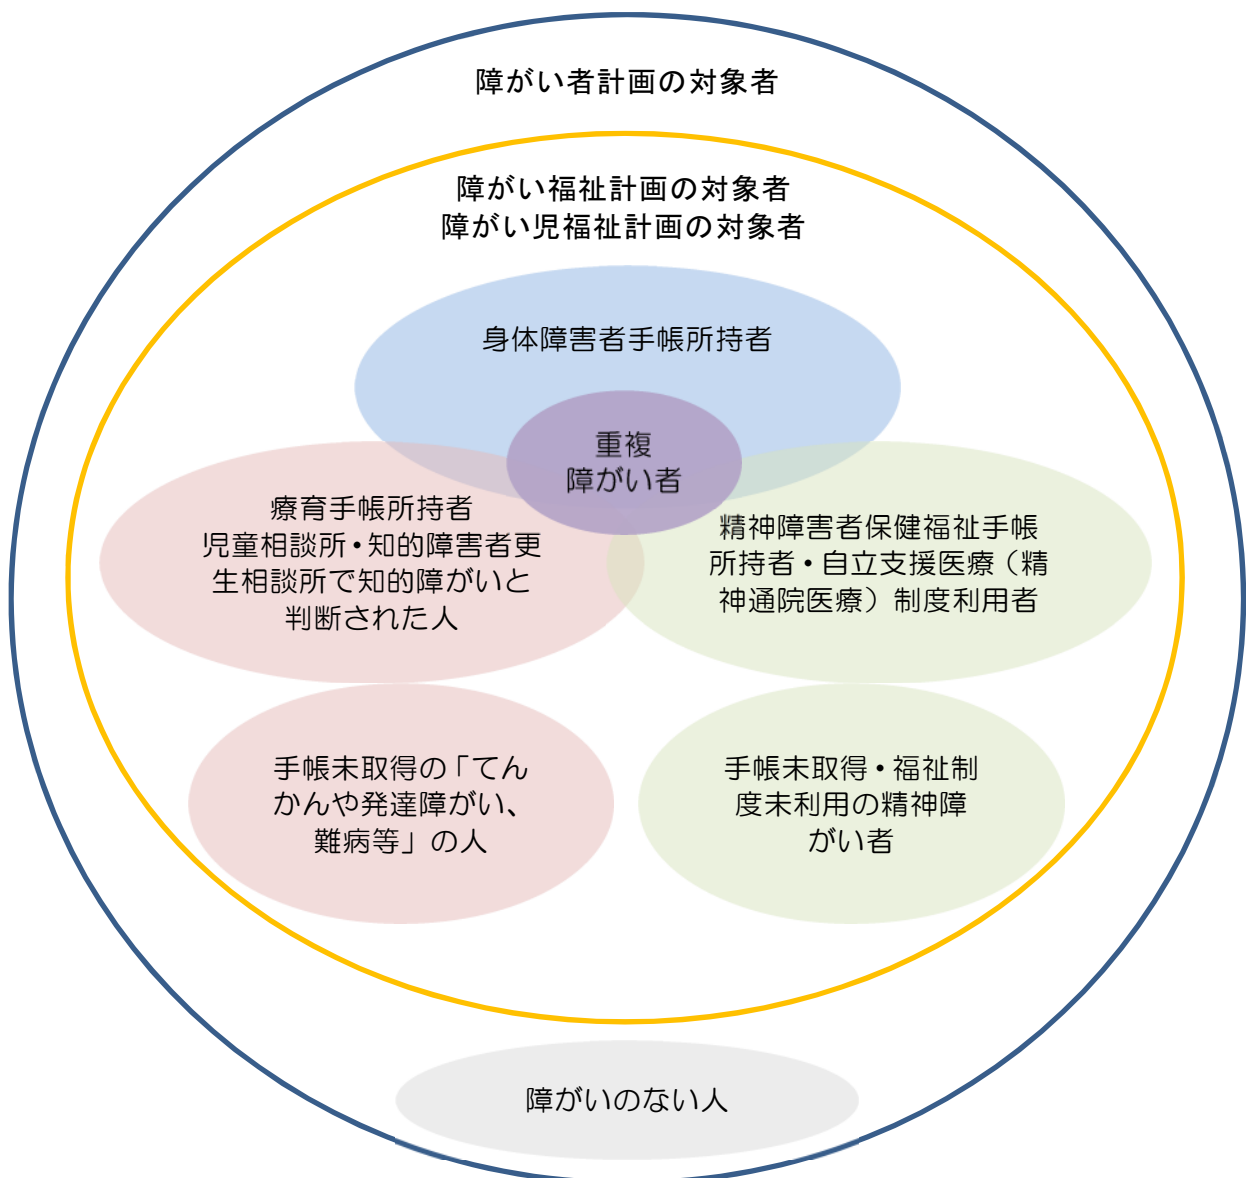 障がい者計画の対象者
障がい福祉計画の対象者
障がい児福祉計画の対象者
身体障害者手帳所持者
重複
障がい者
療育手帳所持者
児童相談所・知的障害者更
生相談所で知的障がいと
判断された人
精神障害者保健福祉手帳
所持者・自立支援医療（精
神通院医療）制度利用者
手帳未取得の「てん
かんや発達障がい、
難病等」の人
手帳未取得・福祉制
度未利用の精神障
がい者
障がいのない人